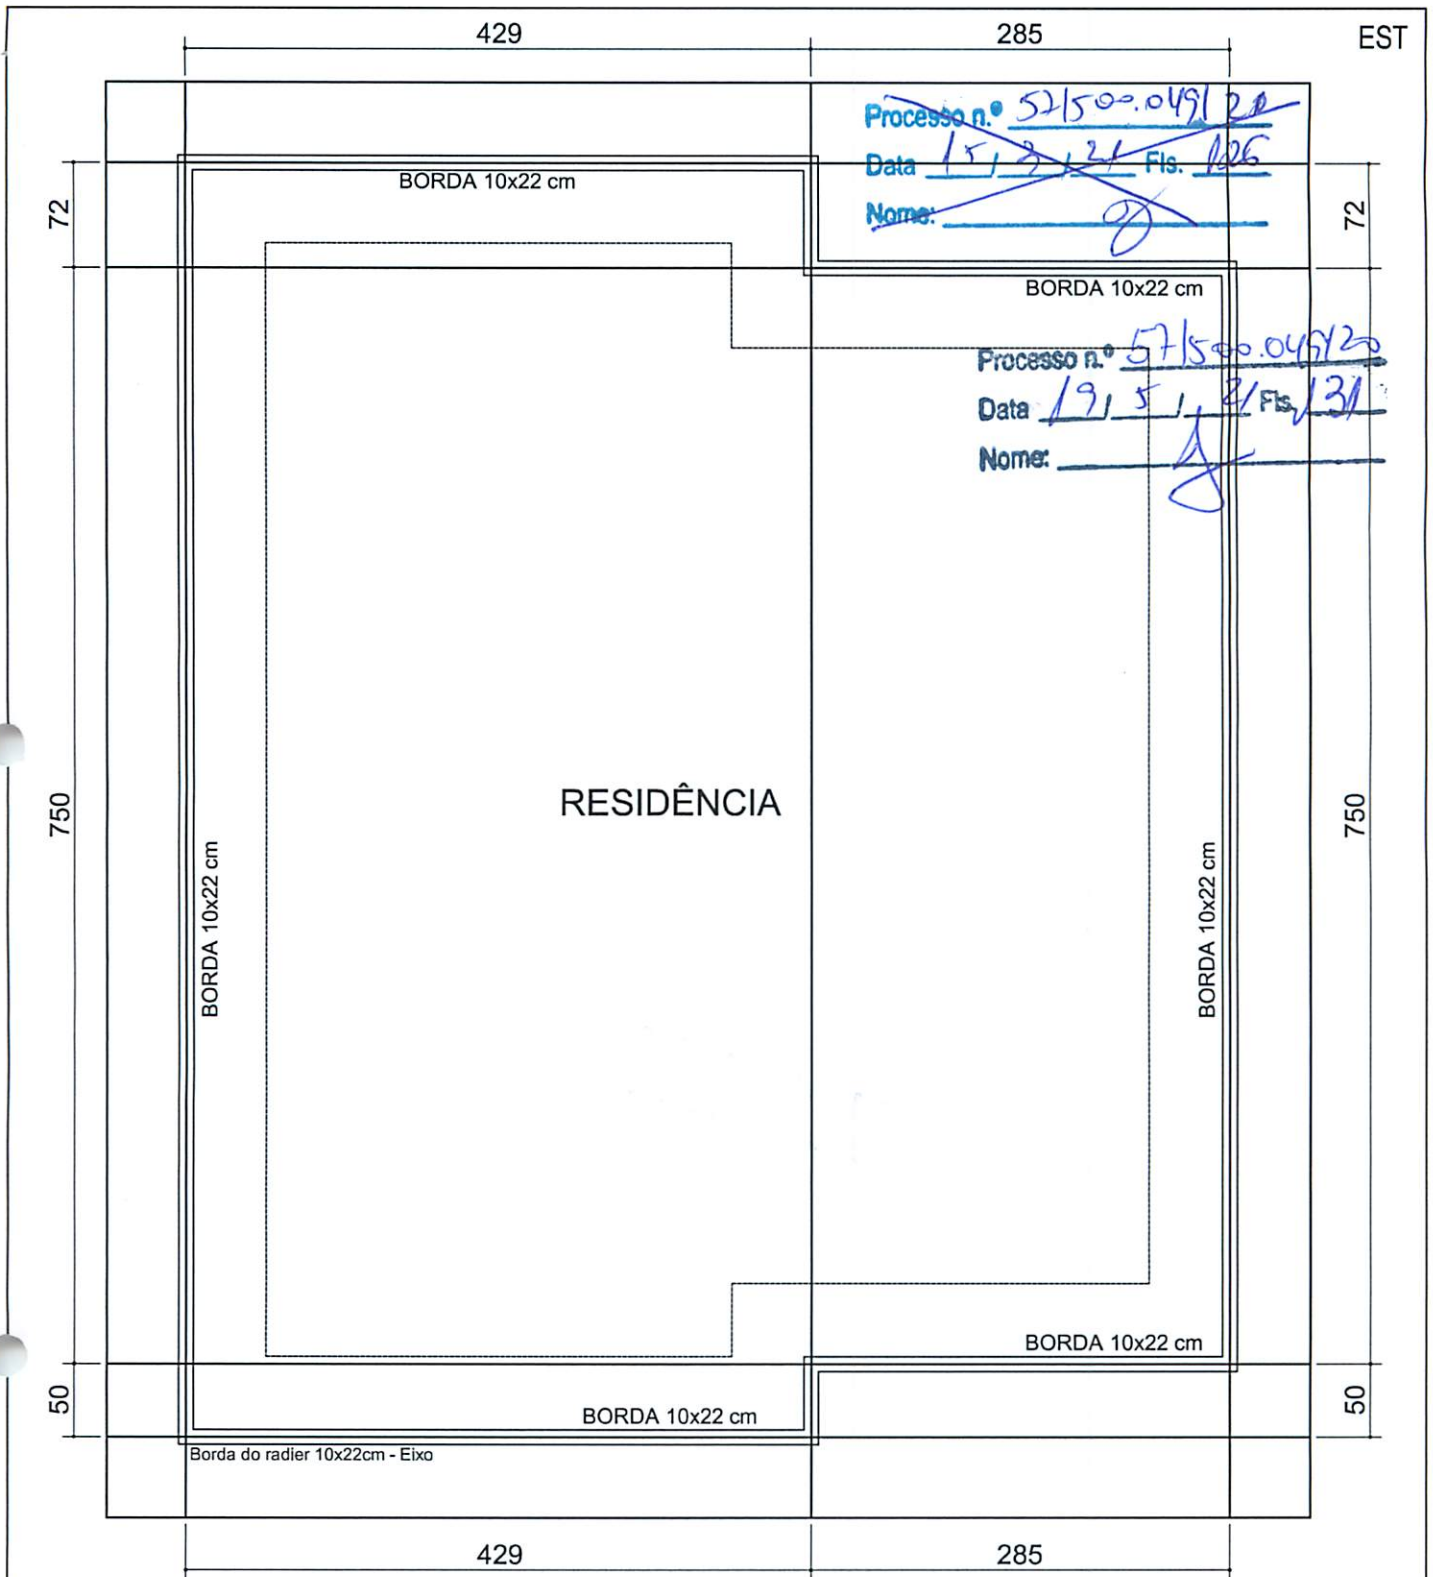 429
285
EST
Processo n.º 57/500.049/20
Data 15/3/21 Fls. 126
Nome:
72
BORDA 10x22 cm
72
BORDA 10x22 cm
Processo n.º 57/500.049/20
Data 19/5/21 Fls. 131
Nome:
750
RESIDÊNCIA
750
BORDA 10x22 cm
BORDA 10x22 cm
BORDA 10x22 cm
50
BORDA 10x22 cm
50
Borda do radier 10x22cm - Eixo
429
285